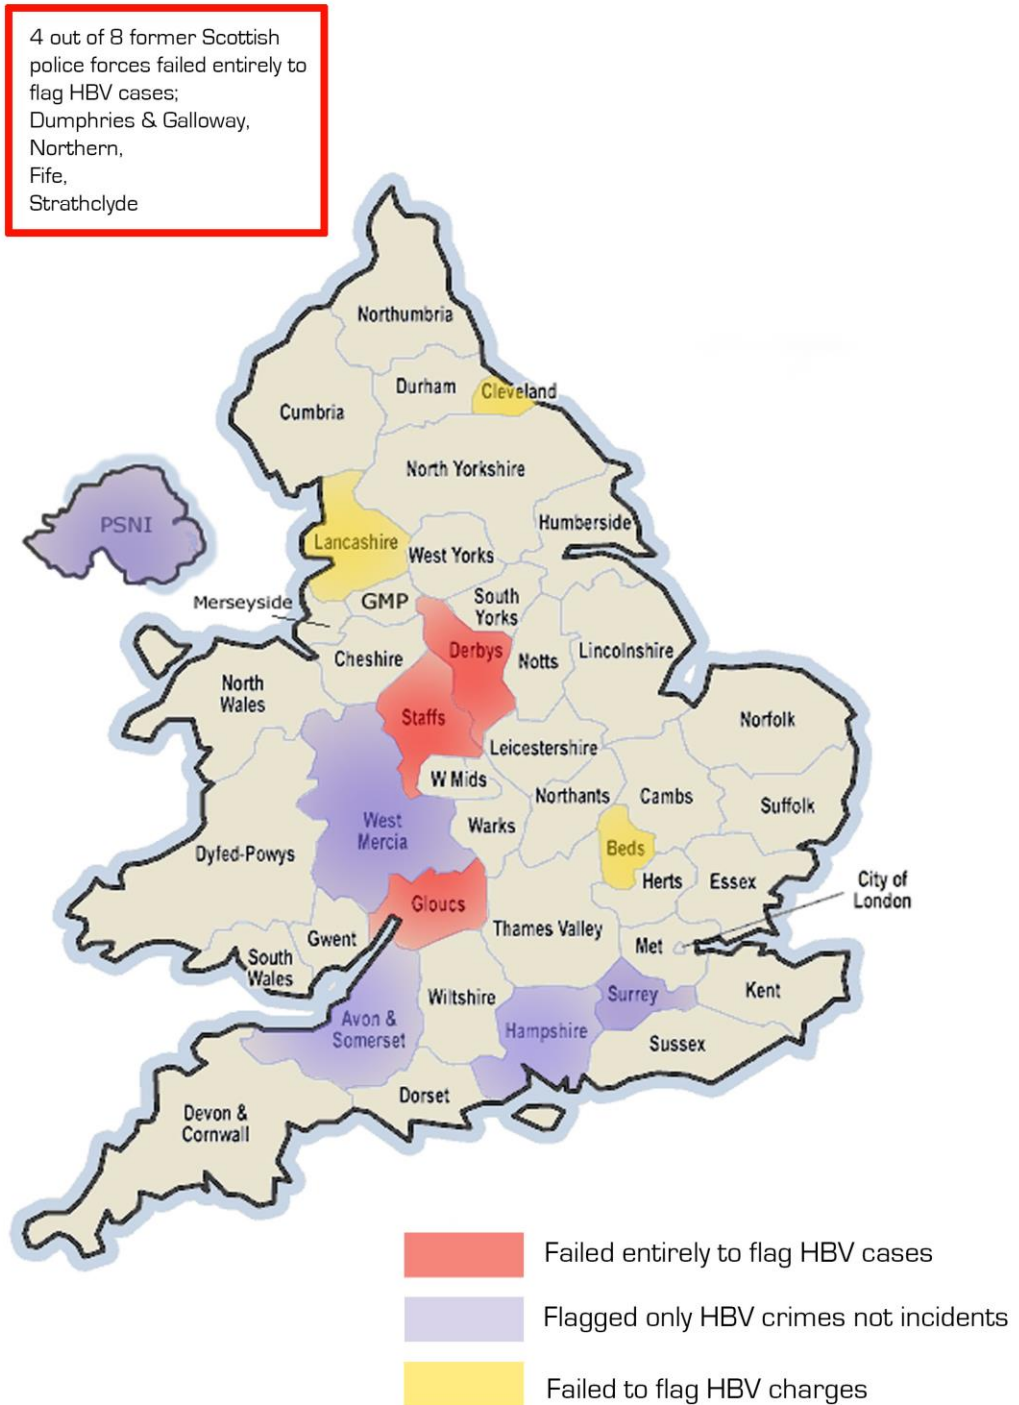 4 out of 8 former Scottish
police forces failed entirely to
flag HBV cases;
Dumphries & Galloway,
Northern,
Fife,
Strathclyde
Northumbria
Durham
Cleveland
Cumbria
North Yorkshire
PSNI
Humberside
Lancashire
West Yorks
Merseyside
GMP
South
Yorks
Cheshire
Derbys
Notts
Lincolnshire
North
Wales
Staffs
Norfolk
Leicestershire
W Mids
Northants
Cambs
Suffolk
West
Mercia
Warks
Dyfed-Powys
Beds
Herts
Essex
City of
London
Gloucs
Gwent
Thames Valley
Met
South
Wales
Wiltshire
Surrey
Kent
Avon &
Somerset
Hampshire
Sussex
Dorset
Devon &
Cornwall
Failed entirely to flag HBV cases
Flagged only HBV crimes not incidents
Failed to flag HBV charges